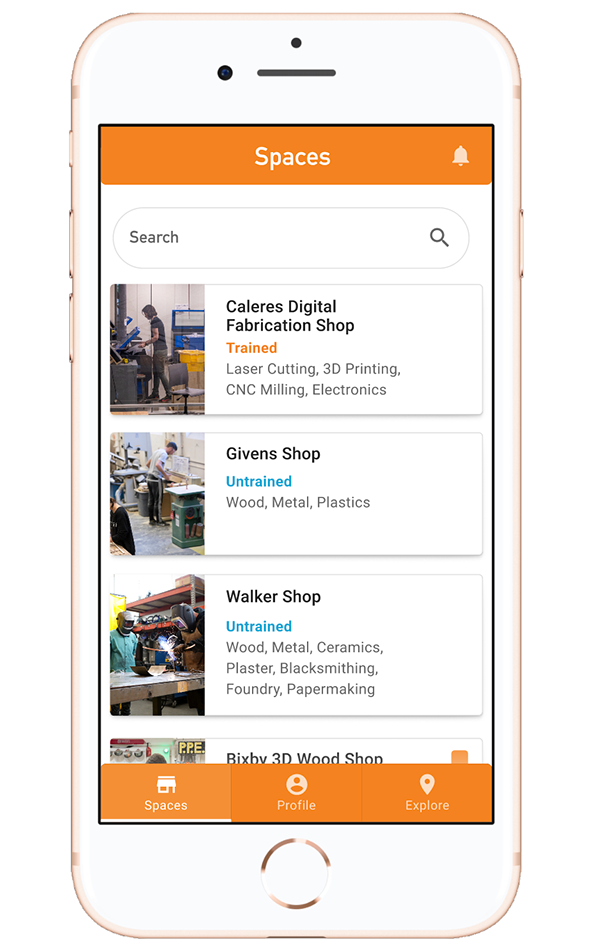 Spaces
Search
Caleres Digital
Fabrication Shop
Trained
Laser Cutting, 3D Printing,
CNC Milling, Electronics
Givens Shop
Untrained
Wood, Metal, Plastics
Walker Shop
Untrained
Wood, Metal, Ceramics,
Plaster, Blacksmithing,
Foundry, Papermaking
P.P.E.
Bixby 3D Wood Shop
Spaces
Profile
Explore